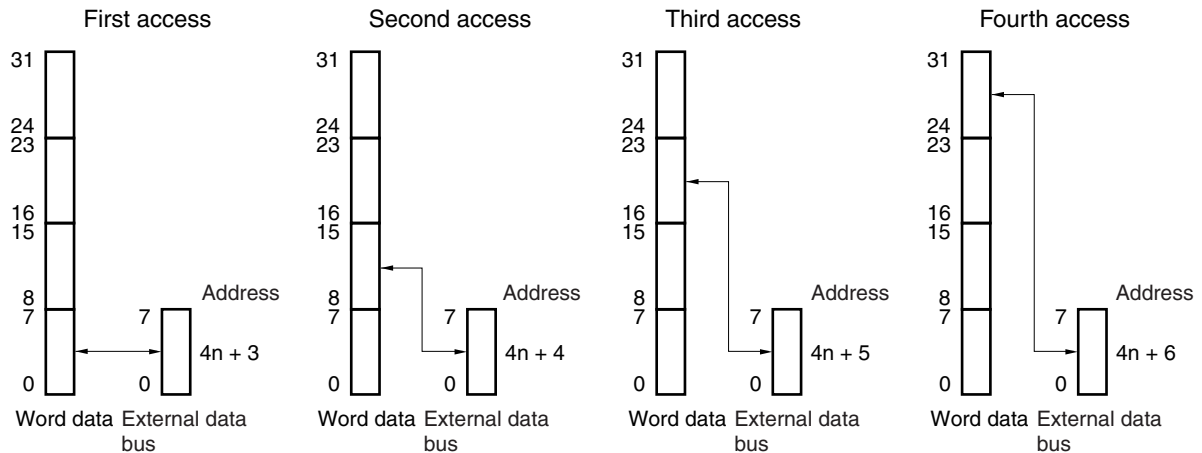 First access
31
24
23
16
15
8
7
0
Address
7
4n + 3
0
Word data External data
bus
Second access
31
24
23
16
15
8
7
0
Address
7
4n + 4
0
Word data External data
bus
Third access
31
24
23
16
15
8
7
0
Address
7
4n + 5
0
Word data External data
bus
Fourth access
31
24
23
16
15
8
7
0
Address
7
4n + 6
0
Word data External data
bus